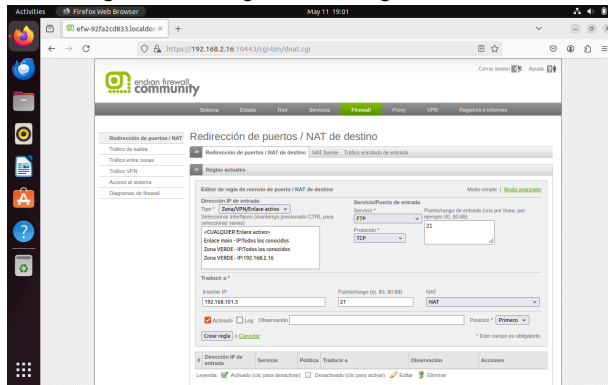 Activities Firefox Web Browser May 11 19:01
efw-92fa2cd833.localdon × +
https://192.168.2.16:10443/cgi-bin/dnat.cgi
Cerrar sesión Ayuda
endian firewall
community
Sistema Estado Red Servicios Firewall Proxy VPN Registros e informes
Redirección de puertos / NAT
Tráfico de salida
Tráfico entre zonas
Tráfico VPN
Acceso al sistema
Diagramas de firewall
Redirección de puertos / NAT de destino
» Redirección de puertos / NAT de destino NAT fuente Tráfico enrutado de entrada
» Reglas actuales
Editor de regla de reenvío de puerto / NAT de destino Modo simple | Modo avanzado
Dirección IP de entrada
Tipo * Zona/VPN/Enlace activo
Seleccionar interfaces (mantenga presionado CTRL para
seleccionar varias)
<CUALQUIER Enlace activo>
Enlace main - IP:Todos los conocidos
Zona VERDE - IP:Todos los conocidos
Zona VERDE - IP:192.168.2.16
Servicio/Puerto de entrada
Servicio *
FTP
Protocolo *
TCP
Puerto/rango de entrada (uno por línea, por
ejemplo 80, 80:88)
21
Traducir a *
Insertar IP Puerto/rango (ej. 80, 80:88) NAT
192.168.101.3 21 NAT
Activado Log Observación Posición * Primero
Crear regla o Cancelar * Este campo es obligatorio.
# Dirección IP de entrada Servicio Política Traducir a Observación Acciones
Leyenda: Activado (clic para desactivar) Desactivado (clic para activar) Editar Eliminar